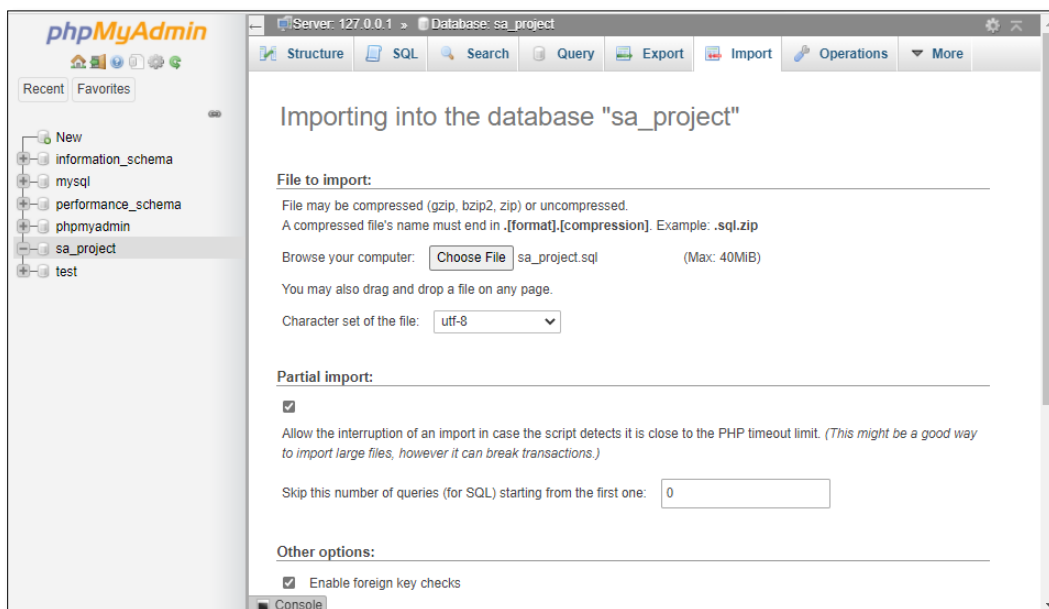 phpMyAdmin
Recent Favorites
New
information_schema
mysql
performance_schema
phpmyadmin
sa_project
test
Server: 127.0.0.1 » Database: sa_project
Structure SQL Search Query Export Import Operations More
Importing into the database "sa_project"
File to import:
File may be compressed (gzip, bzip2, zip) or uncompressed.
A compressed file's name must end in .[format].[compression]. Example: .sql.zip
Browse your computer: Choose File sa_project.sql (Max: 40MiB)
You may also drag and drop a file on any page.
Character set of the file: utf-8
Partial import:
Allow the interruption of an import in case the script detects it is close to the PHP timeout limit. (This might be a good way
to import large files, however it can break transactions.)
Skip this number of queries (for SQL) starting from the first one: 0
Other options:
Enable foreign key checks
Console